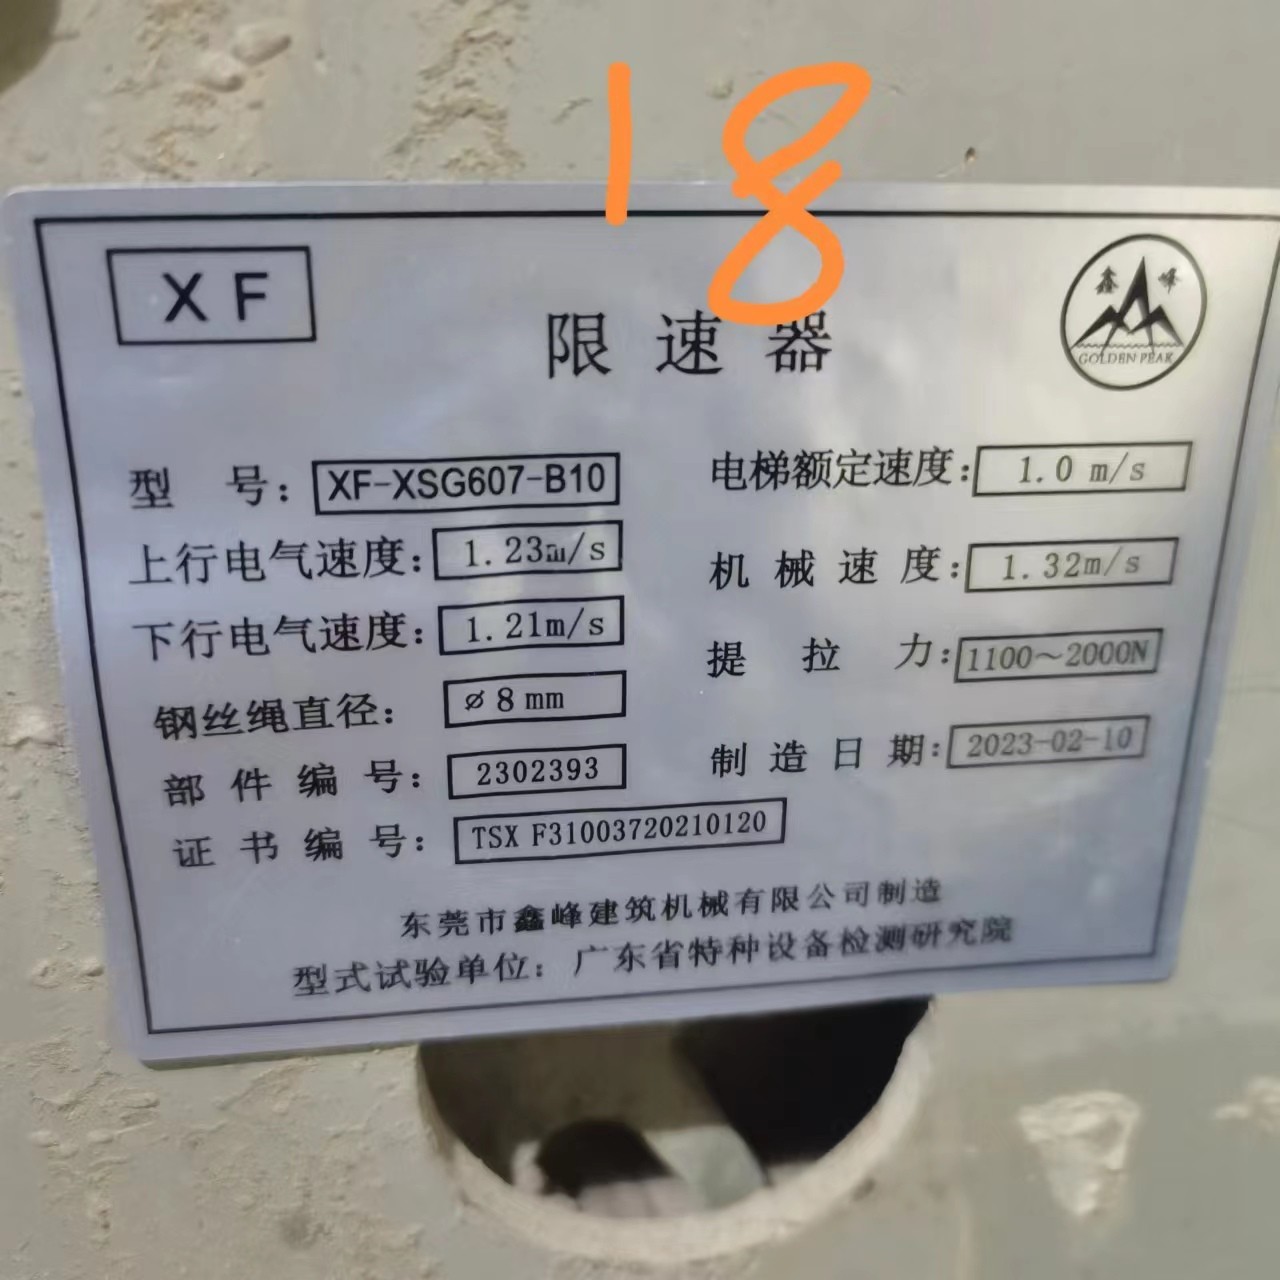 18
XF
鑫峰
GOLDEN PEAK
限速器
型号：XF-XSG607-B10
电梯额定速度：1.0 m/s
上行电气速度：1.23m/s
机械速度：1.32m/s
下行电气速度：1.21m/s
提拉力：1100～2000N
钢丝绳直径：ø8mm
制造日期：2023-02-10
部件编号：2302393
证书编号：TSX F31003720210120
东莞市鑫峰建筑机械有限公司制造
型式试验单位：广东省特种设备检测研究院